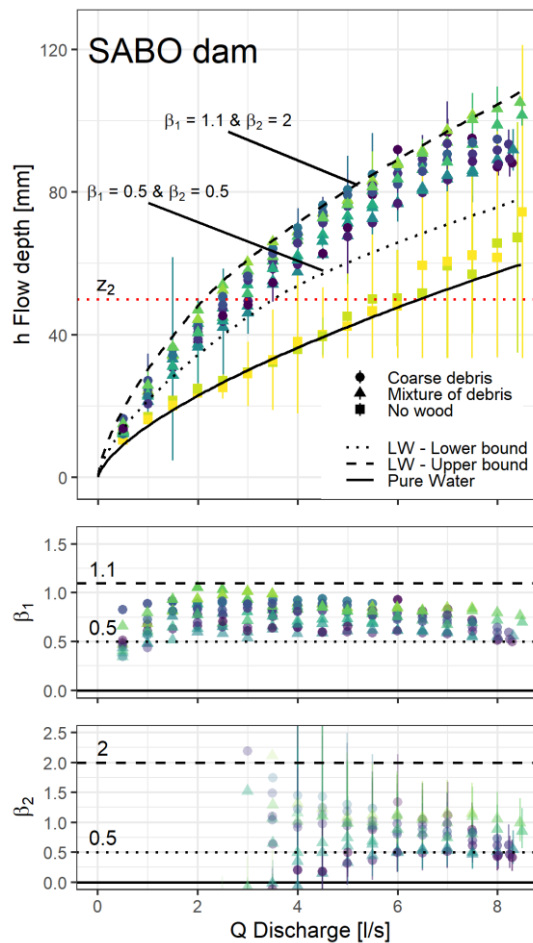 SABO dam
120
80
40
0
h Flow depth [mm]
β1 = 1.1 & β2 = 2
β1 = 0.5 & β2 = 0.5
z2
Coarse debris
Mixture of debris
No wood
LW - Lower bound
LW - Upper bound
Pure Water
1.5
1.0
0.5
0.0
β1
1.1
0.5
2.5
2.0
1.5
1.0
0.5
0.0
β2
2
0.5
0 2 4 6 8
Q Discharge [l/s]